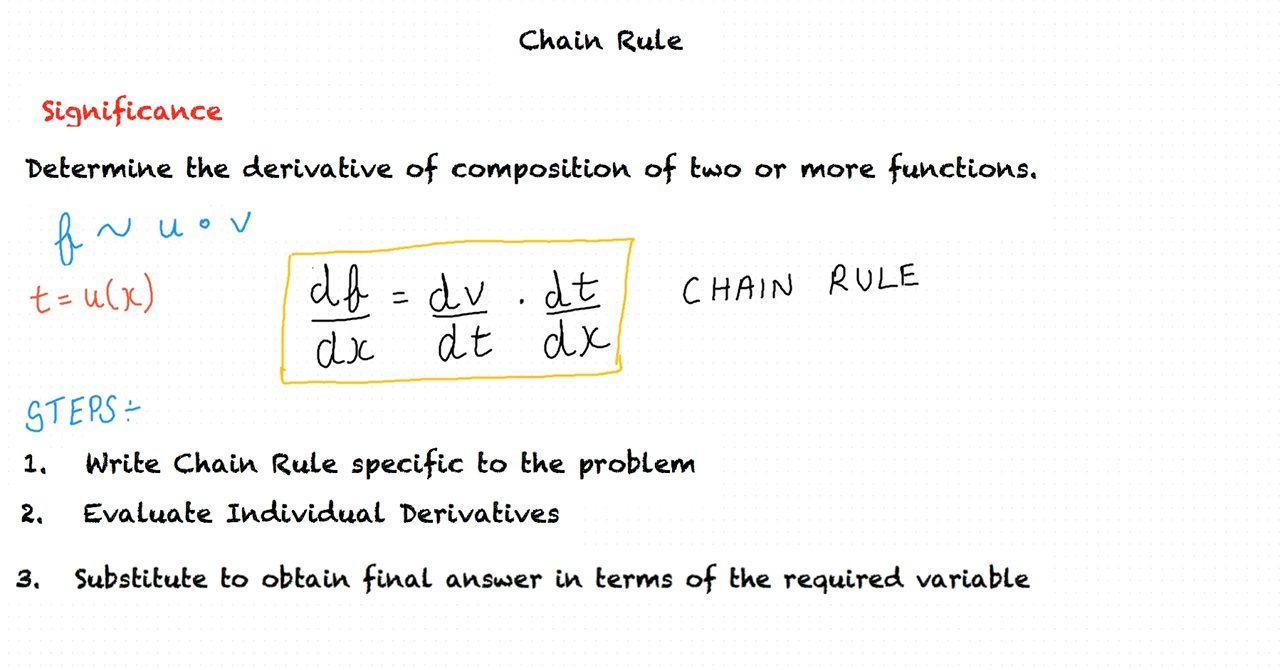 Chain Rule
Significance
Determine the derivative of composition of two or more functions.
f ~ u ∘ v
t = u(x)
df/dx = dv/dt . dt/dx
CHAIN RULE
STEPS÷
1. Write Chain Rule specific to the problem
2. Evaluate Individual Derivatives
3. Substitute to obtain final answer in terms of the required variable